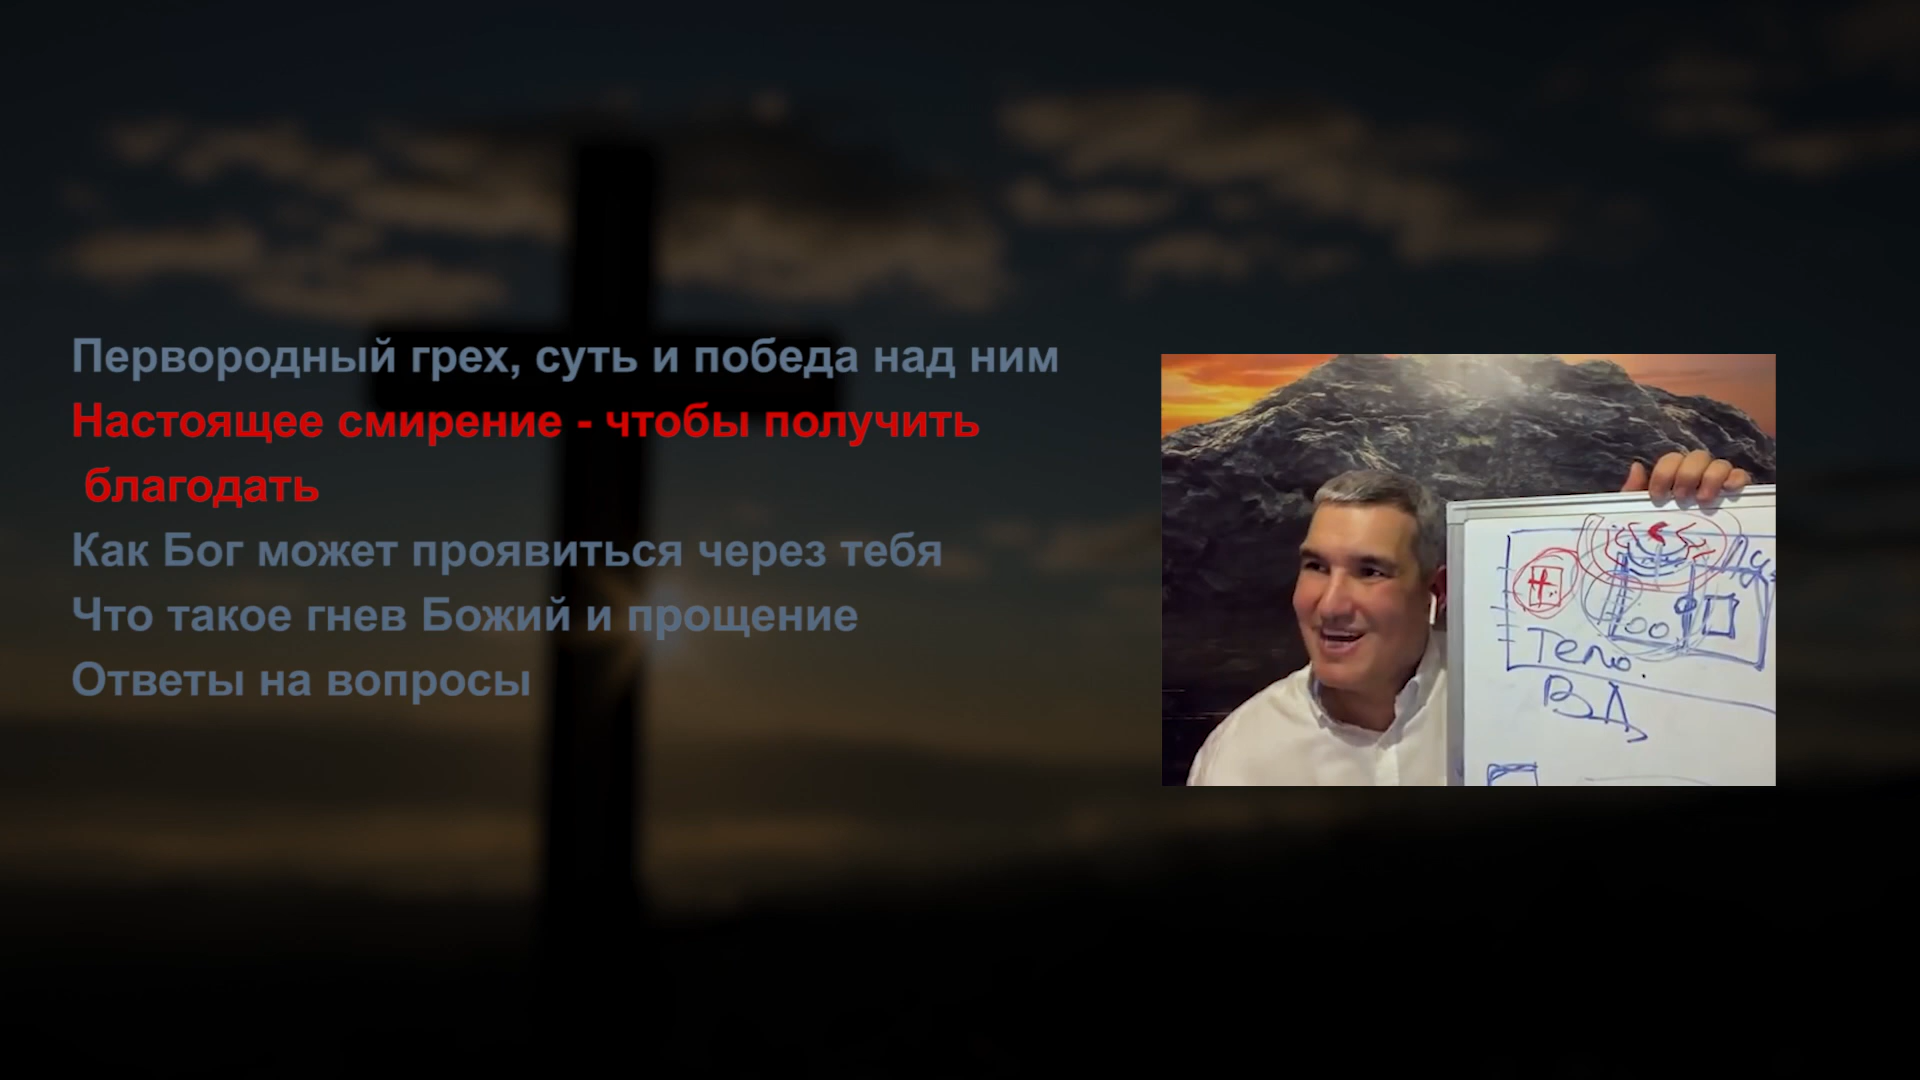 Первородный грех, суть и победа над ним
Настоящее смирение - чтобы получить
благодать
Как Бог может проявиться через тебя
Что такое гнев Божий и прощение
Ответы на вопросы
Тело.
ВД